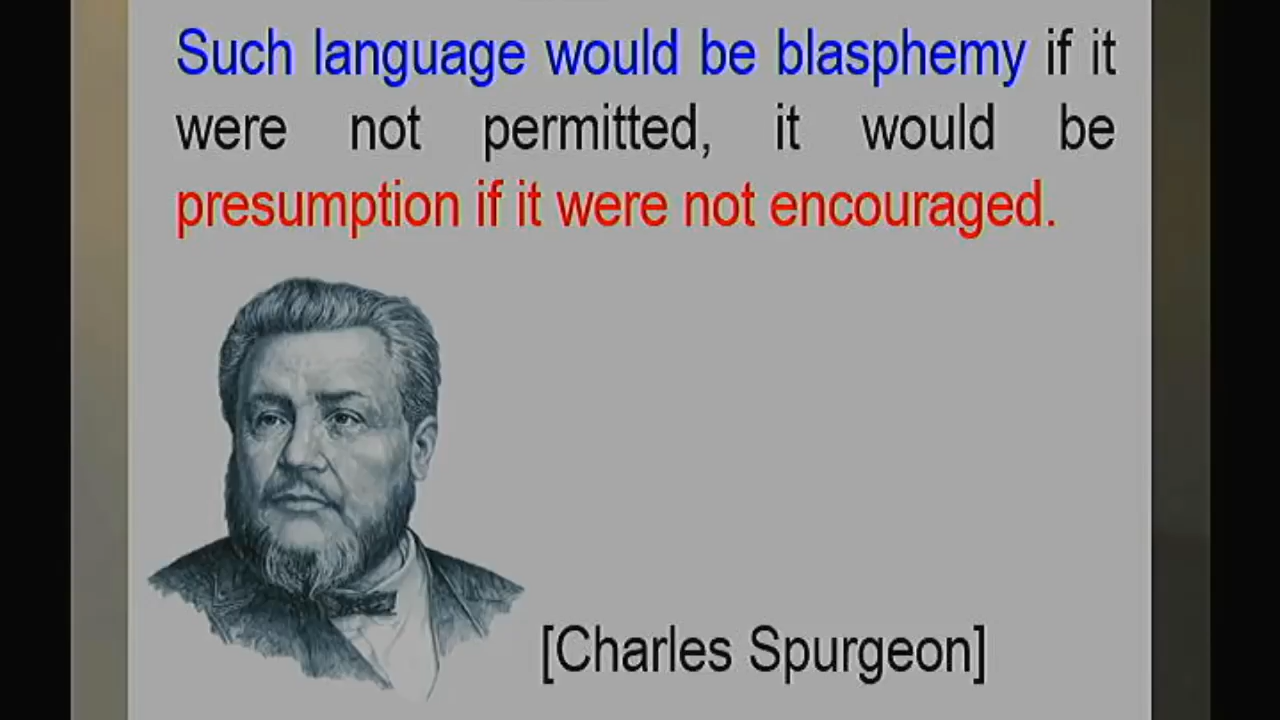 Such language would be blasphemy if it
were not permitted, it would be
presumption if it were not encouraged.
[Charles Spurgeon]